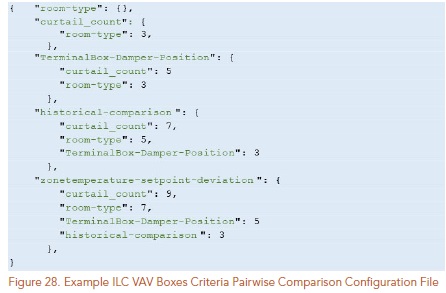 { "room-type": {},
"curtail_count": {
"room-type": 3,
},
"TerminalBox-Damper-Position": {
"curtail_count": 5
"room-type": 3
},
"historical-comparison ": {
"curtail_count": 7,
"room-type": 5,
"TerminalBox-Damper-Position": 3
},
"zonetemperature-setpoint-deviation ": {
"curtail_count": 9,
"room-type": 7,
"TerminalBox-Damper-Position": 5
"historical-comparison ": 3
},
}
Figure 28. Example ILC VAV Boxes Criteria Pairwise Comparison Configuration File